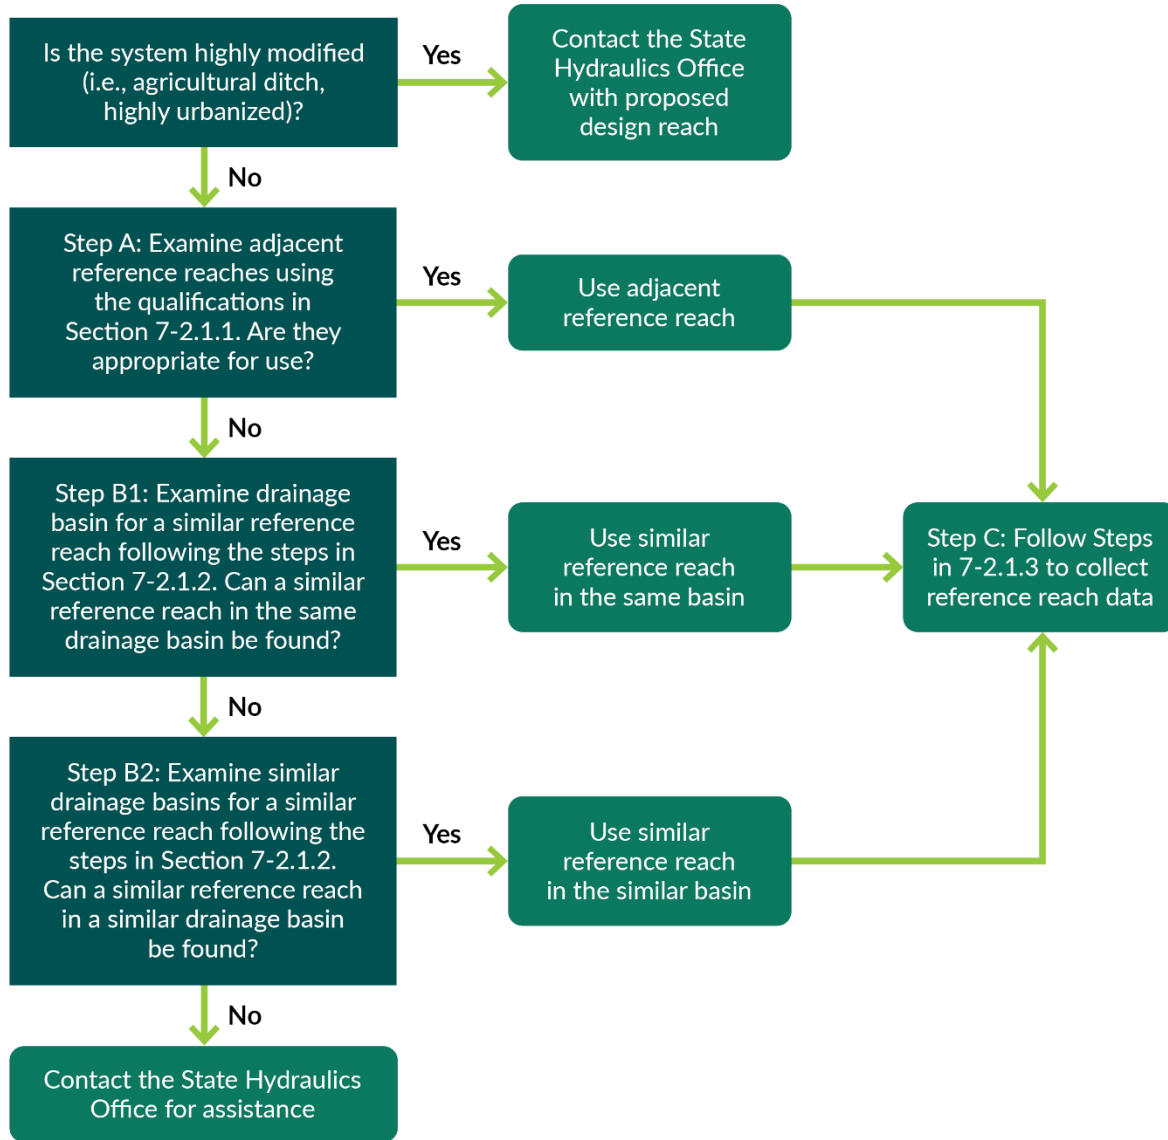 Is the system highly modified
(i.e., agricultural ditch,
highly urbanized)?
Yes
Contact the State
Hydraulics Office
with proposed
design reach
No
Step A: Examine adjacent
reference reaches using
the qualifications in
Section 7-2.1.1. Are they
appropriate for use?
Yes
Use adjacent
reference reach
No
Step B1: Examine drainage
basin for a similar reference
reach following the steps in
Section 7-2.1.2. Can a similar
reference reach in the same
drainage basin be found?
Yes
Use similar
reference reach
in the same basin
Step C: Follow Steps
in 7-2.1.3 to collect
reference reach data
No
Step B2: Examine similar
drainage basins for a similar
reference reach following the
steps in Section 7-2.1.2.
Can a similar reference reach
in a similar drainage basin
be found?
Yes
Use similar
reference reach
in the similar basin
No
Contact the State Hydraulics
Office for assistance